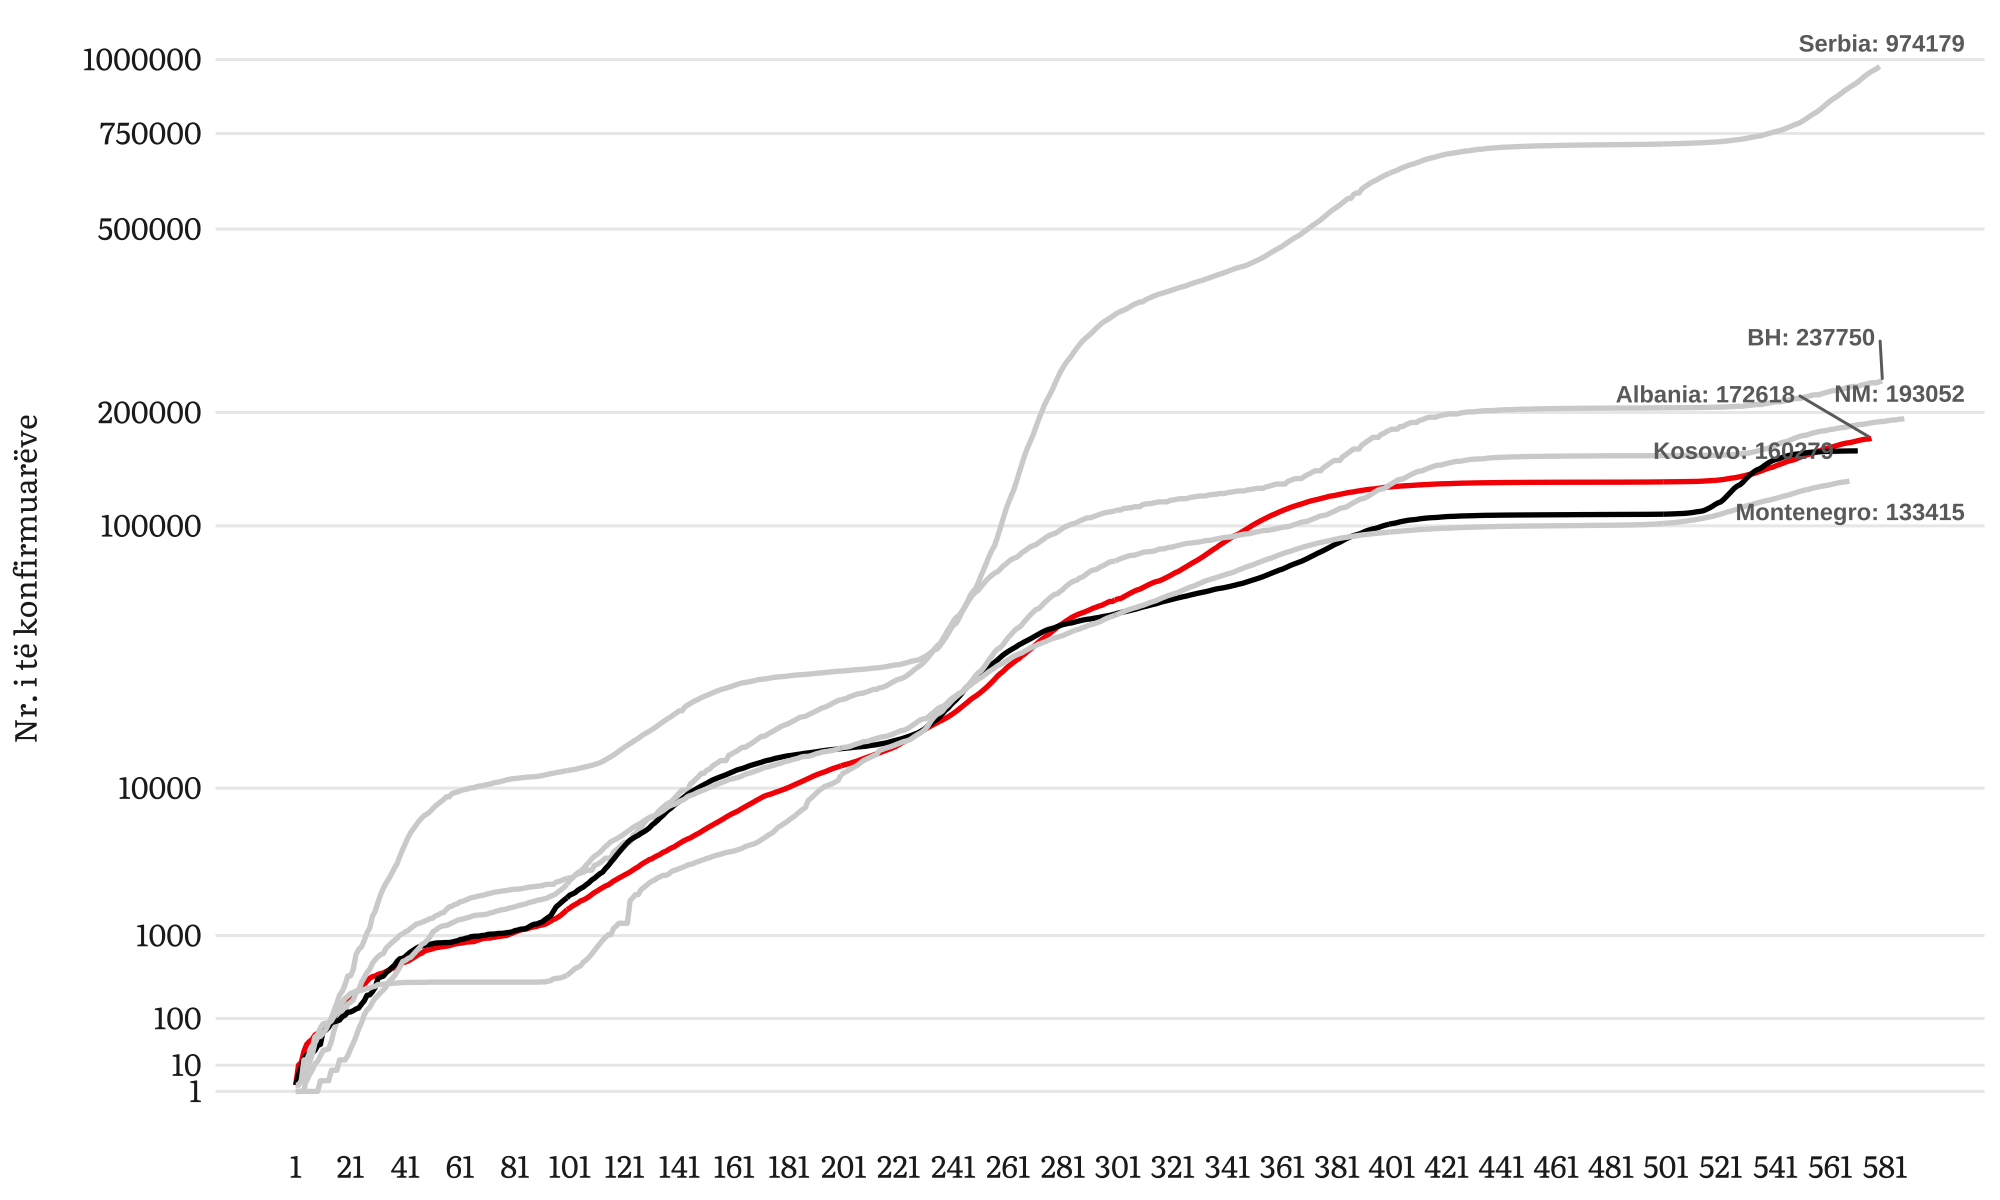 Nr. i të konfirmuarëve
1000000
750000
500000
200000
100000
10000
1000
100
10
1
Serbia: 974179
BH: 237750
Albania: 172618
NM: 193052
Kosovo: 160279
Montenegro: 133415
1 21 41 61 81 101 121 141 161 181 201 221 241 261 281 301 321 341 361 381 401 421 441 461 481 501 521 541 561 581